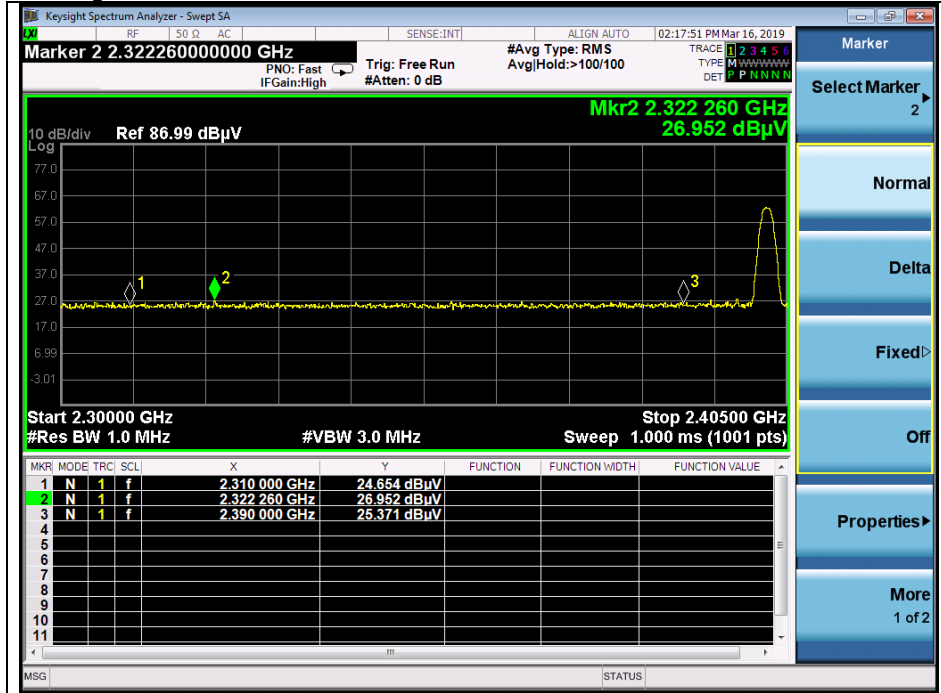 Keysight Spectrum Analyzer - Swept SA
LXI RF 50 Ω AC SENSE:INT ALIGN AUTO 02:17:51 PM Mar 16, 2019
Marker 2 2.322260000000 GHz
PNO: Fast
IFGain:High
Trig: Free Run
#Atten: 0 dB
#Avg Type: RMS
Avg|Hold:>100/100
TRACE 1 2 3 4 5 6
TYPE M W W W W W
DET P P N N N N
Mkr2 2.322 260 GHz
26.952 dBµV
10 dB/div Ref 86.99 dBµV
Log
77.0
67.0
57.0
47.0
37.0
27.0
17.0
6.99
-3.01
1
2
3
Start 2.30000 GHz Stop 2.40500 GHz
#Res BW 1.0 MHz #VBW 3.0 MHz Sweep 1.000 ms (1001 pts)
MKR MODE TRC SCL X Y FUNCTION FUNCTION WIDTH FUNCTION VALUE
1 N 1 f 2.310 000 GHz 24.654 dBµV
2 N 1 f 2.322 260 GHz 26.952 dBµV
3 N 1 f 2.390 000 GHz 25.371 dBµV
4
5
6
7
8
9
10
11
MSG STATUS
Marker
Select Marker
2
Normal
Delta
Fixed
Off
Properties
More
1 of 2